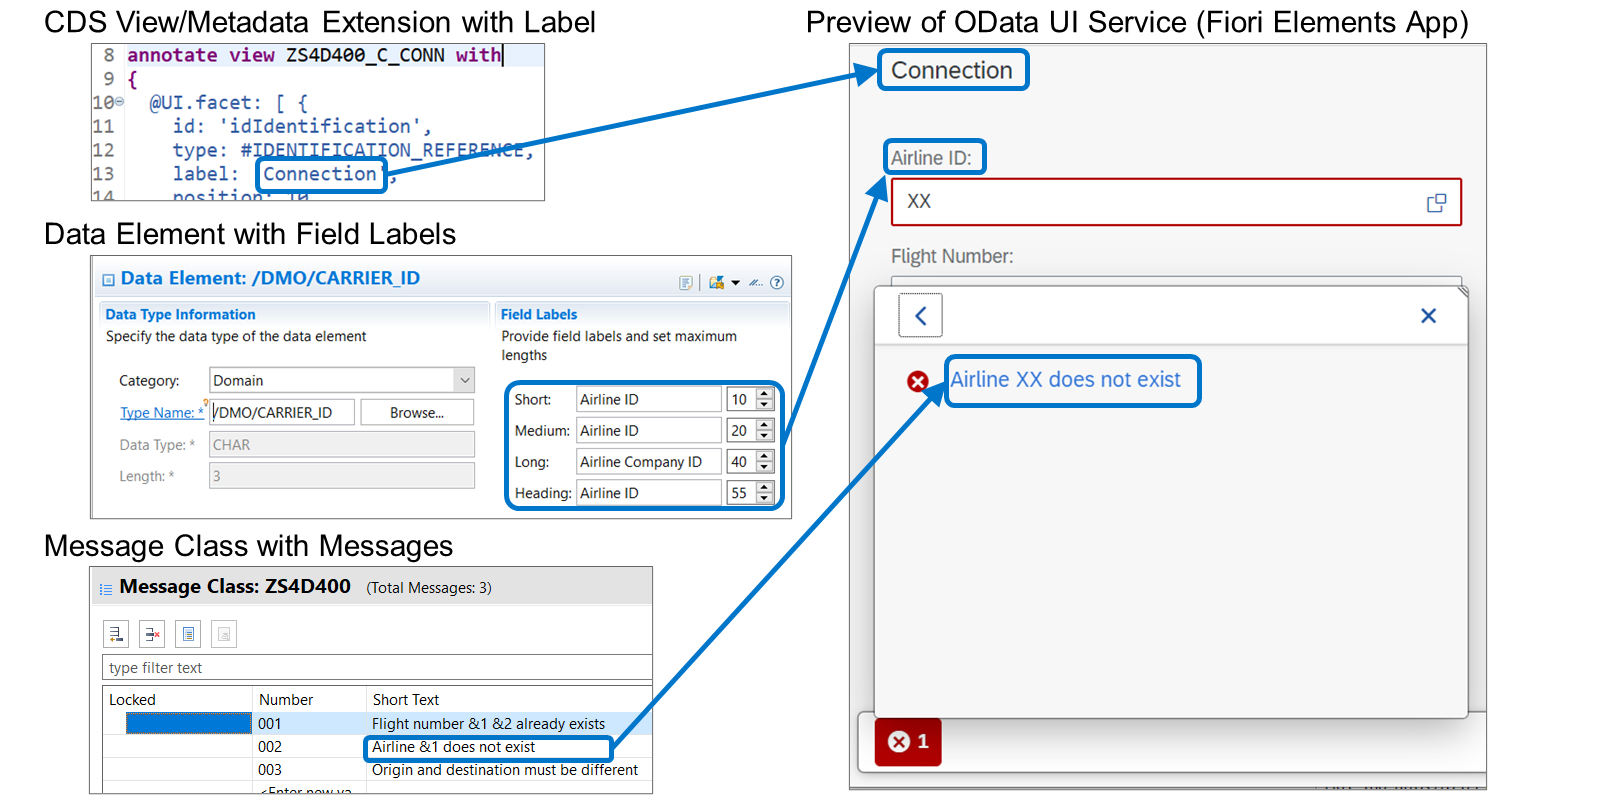 CDS View/Metadata Extension with Label
8 annotate view ZS4D400_C_CONN with
9 {
10 @UI.facet: [ {
11 id: 'idIdentification',
12 type: #IDENTIFICATION_REFERENCE,
13 label: 'Connection',
14 position: 10
Data Element with Field Labels
Data Element: /DMO/CARRIER_ID
Data Type Information
Specify the data type of the data element
Category: Domain
Type Name: * /DMO/CARRIER_ID Browse...
Data Type: * CHAR
Length: * 3
Field Labels
Provide field labels and set maximum
lengths
Short: Airline ID 10
Medium: Airline ID 20
Long: Airline Company ID 40
Heading: Airline ID 55
Message Class with Messages
Message Class: ZS4D400 (Total Messages: 3)
type filter text
Locked Number Short Text
001 Flight number &1 &2 already exists
002 Airline &1 does not exist
003 Origin and destination must be different
<Enter new va
Preview of OData UI Service (Fiori Elements App)
Connection
Airline ID:
XX
Flight Number:
Airline XX does not exist
1